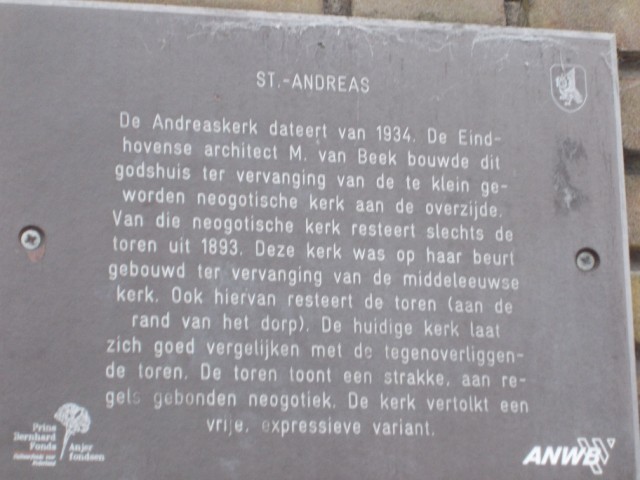 ST.-ANDREAS
De Andreaskerk dateert van 1934. De Eind-
hovense architect M. van Beek bouwde dit
godshuis ter vervanging van de te klein ge-
worden neogotische kerk aan de overzijde.
Van die neogotische kerk resteert slechts de
toren uit 1893. Deze kerk was op haar beurt
gebouwd ter vervanging van de middeleeuwse
kerk. Ook hiervan resteert de toren (aan de
rand van het dorp). De huidige kerk laat
zich goed vergelijken met de tegenoverliggen-
de toren. De toren toont een strakke, aan re-
gels gebonden neogotiek. De kerk vertolkt een
vrije, expressieve variant.
Prins
Bernhard
Fonds
Anjer
fondsen
ANWB